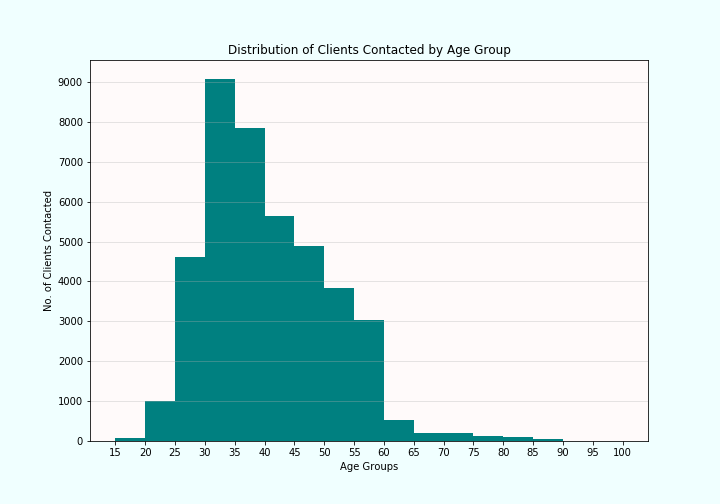 Distribution of Clients Contacted by Age Group
9000
8000
7000
6000
5000
4000
3000
2000
1000
0
No. of Clients Contacted
15 20 25 30 35 40 45 50 55 60 65 70 75 80 85 90 95 100
Age Groups